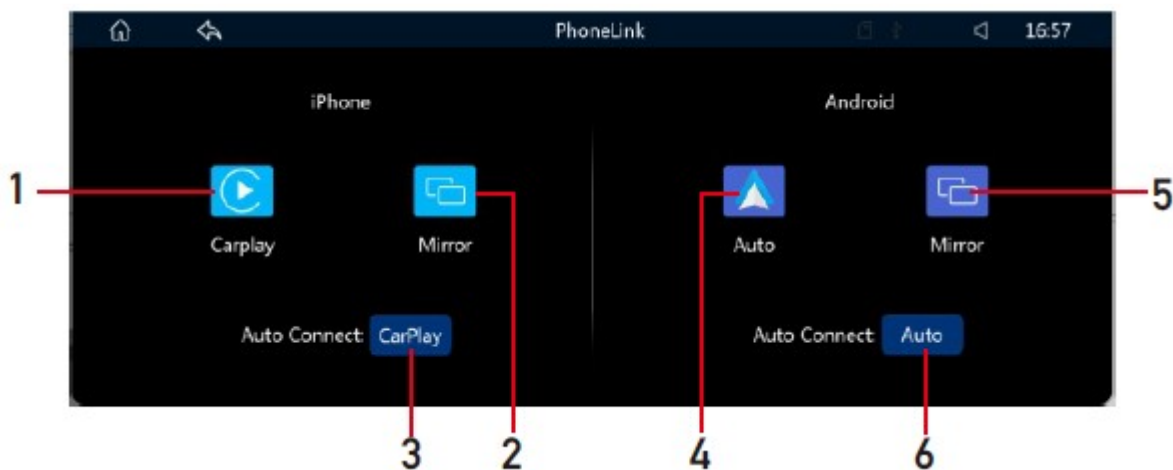 PhoneLink 16:57
iPhone Android
1 5
Carplay Mirror Auto Mirror
Auto Connect: CarPlay Auto Connect: Auto
3 2 4 6